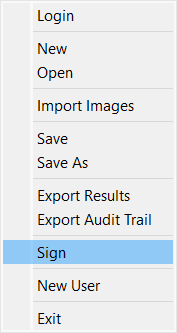 Login
New
Open
Import Images
Save
Save As
Export Results
Export Audit Trail
Sign
New User
Exit